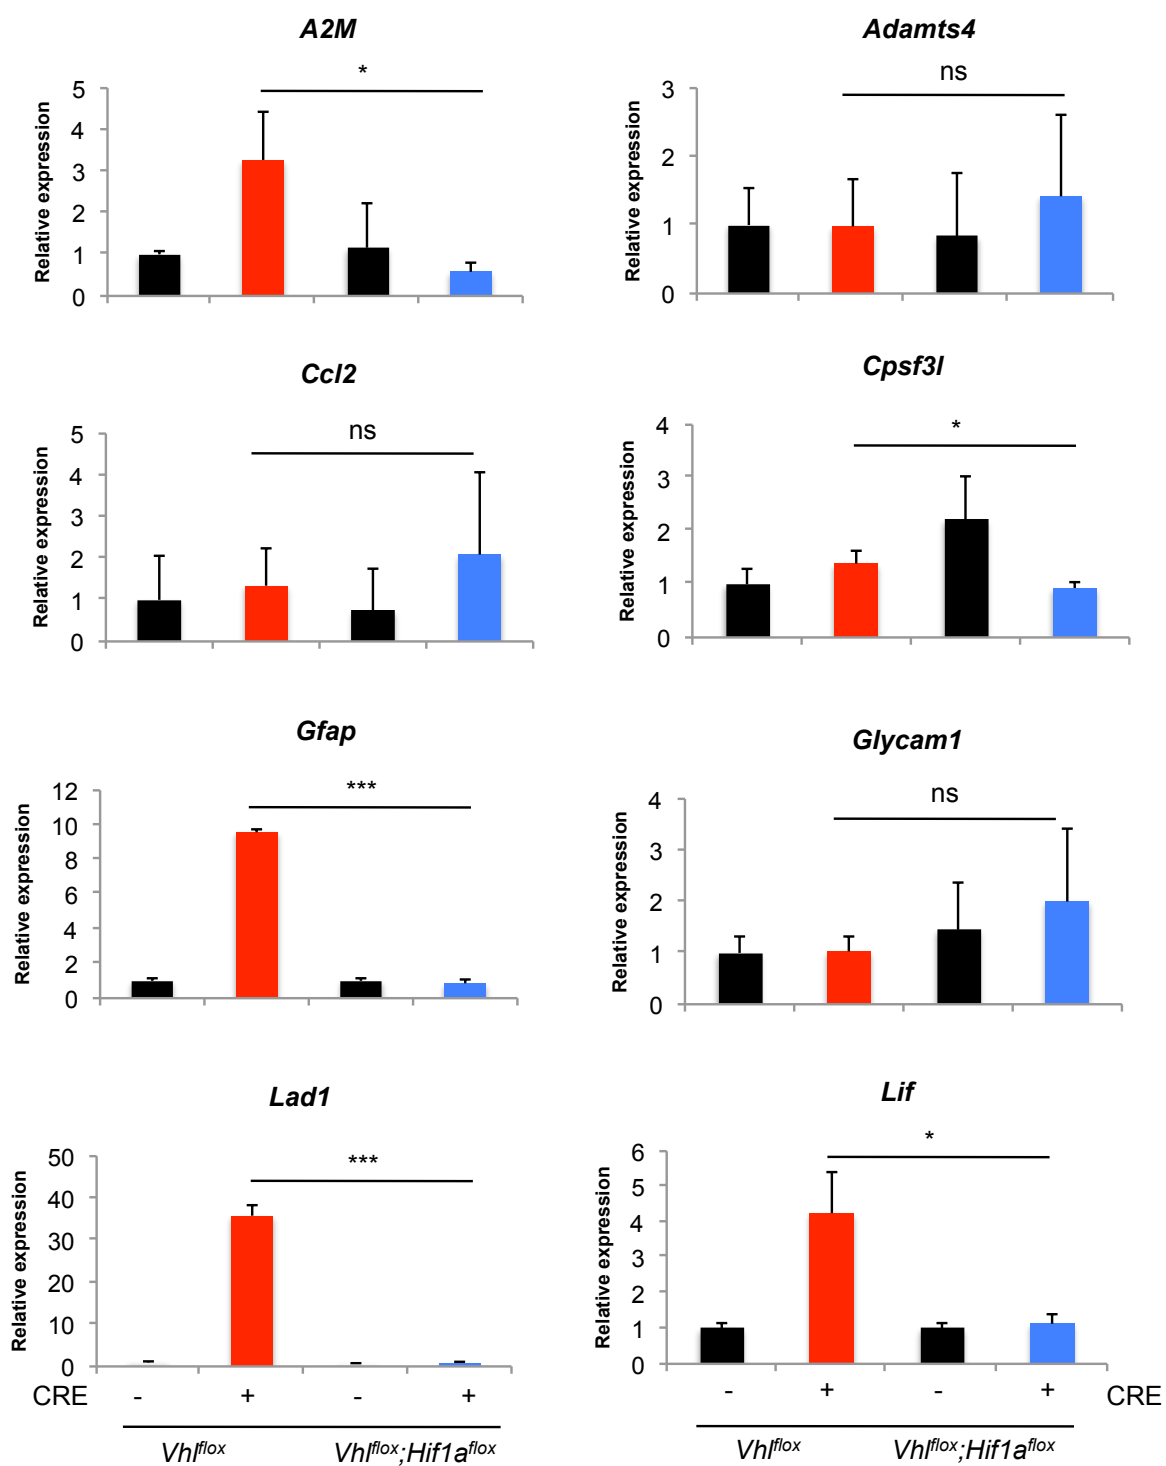 A2M
*
Relative expression
5
4
3
2
1
0
Adamts4
ns
Relative expression
3
2
1
0
Ccl2
ns
Relative expression
5
4
3
2
1
0
Cpsf3l
*
Relative expression
4
3
2
1
0
Gfap
***
Relative expression
12
10
8
6
4
2
0
Glycam1
ns
Relative expression
4
3
2
1
0
Lad1
***
Relative expression
50
40
30
20
10
0
CRE - + - +
Vhlflox Vhlflox;Hif1aflox
Lif
*
Relative expression
6
5
4
3
2
1
0
- + - + CRE
Vhlflox Vhlflox;Hif1aflox